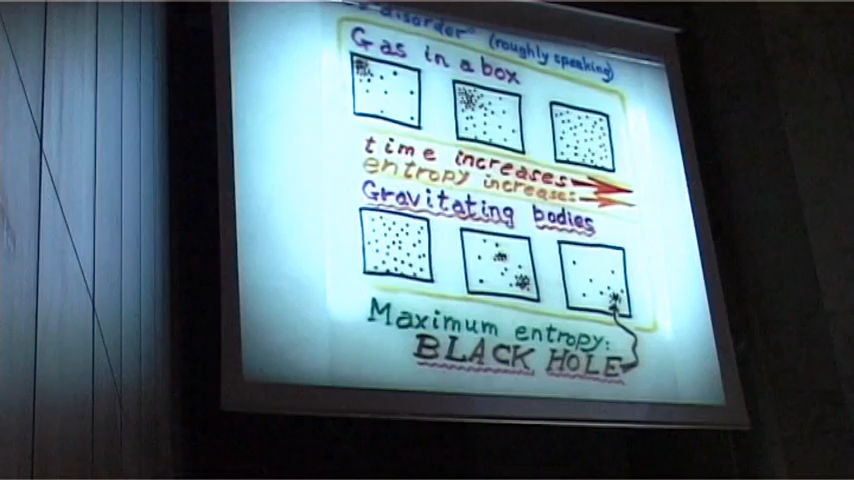 = "disorder" (roughly speaking)
Gas in a box
time increases
entropy increases
Gravitating bodies
Maximum entropy:
BLACK HOLE